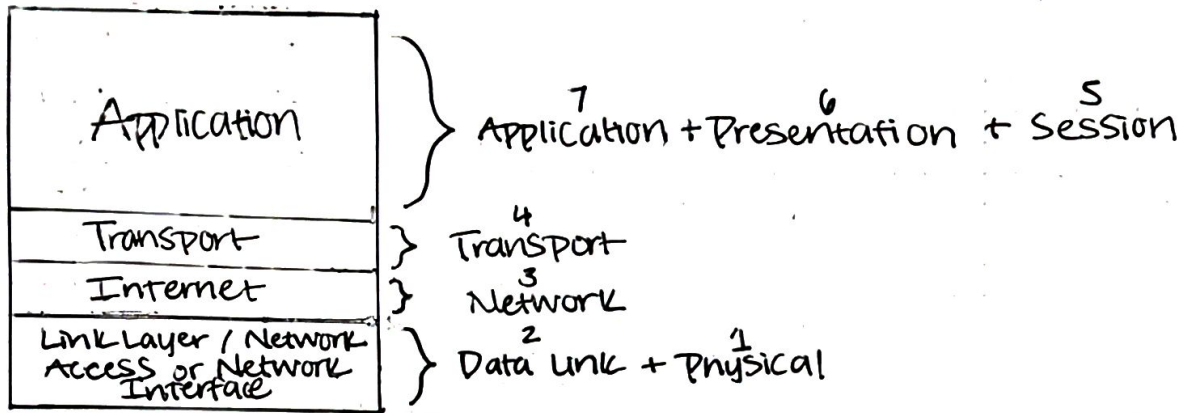 Application
7 6 5
Application + Presentation + Session
Transport
4
Transport
Internet
3
Network
Link Layer / Network
Access or Network
Interface
2 1
Data Link + Physical